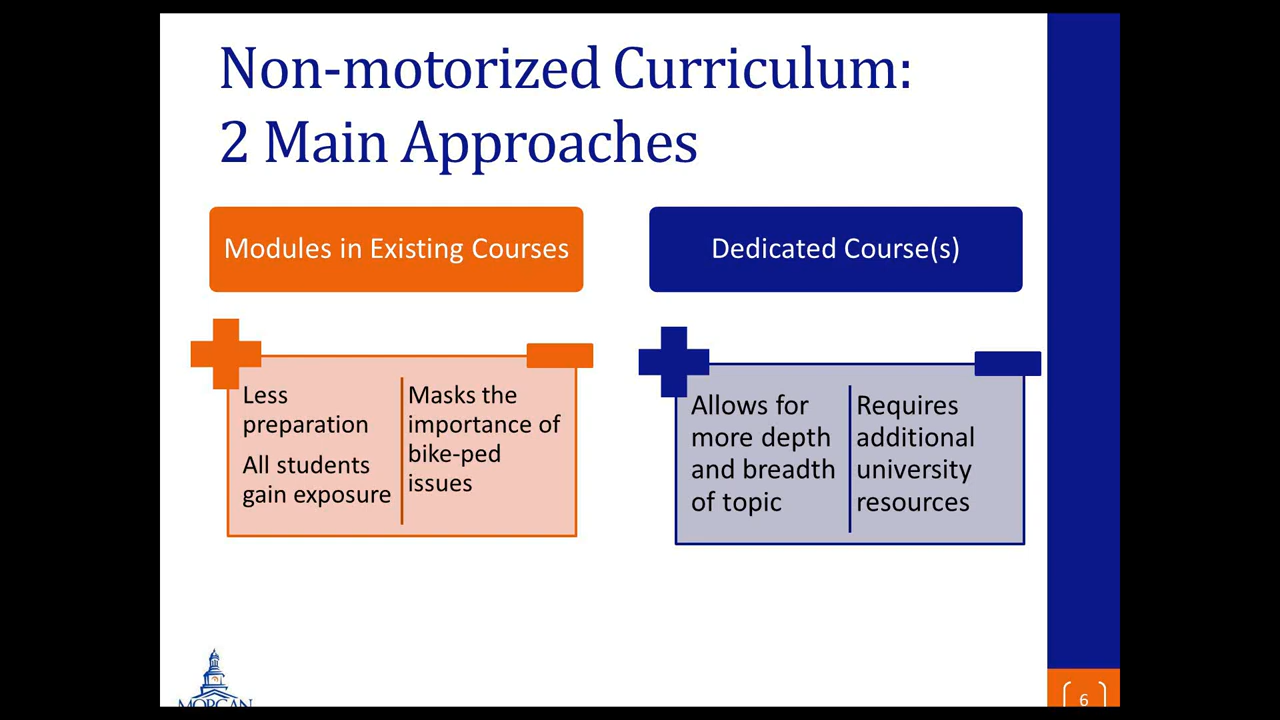 Non-motorized Curriculum:
2 Main Approaches
Modules in Existing Courses
Less
preparation
All students
gain exposure
Masks the
importance of
bike-ped
issues
Dedicated Course(s)
Allows for
more depth
and breadth
of topic
Requires
additional
university
resources
MORGAN
6